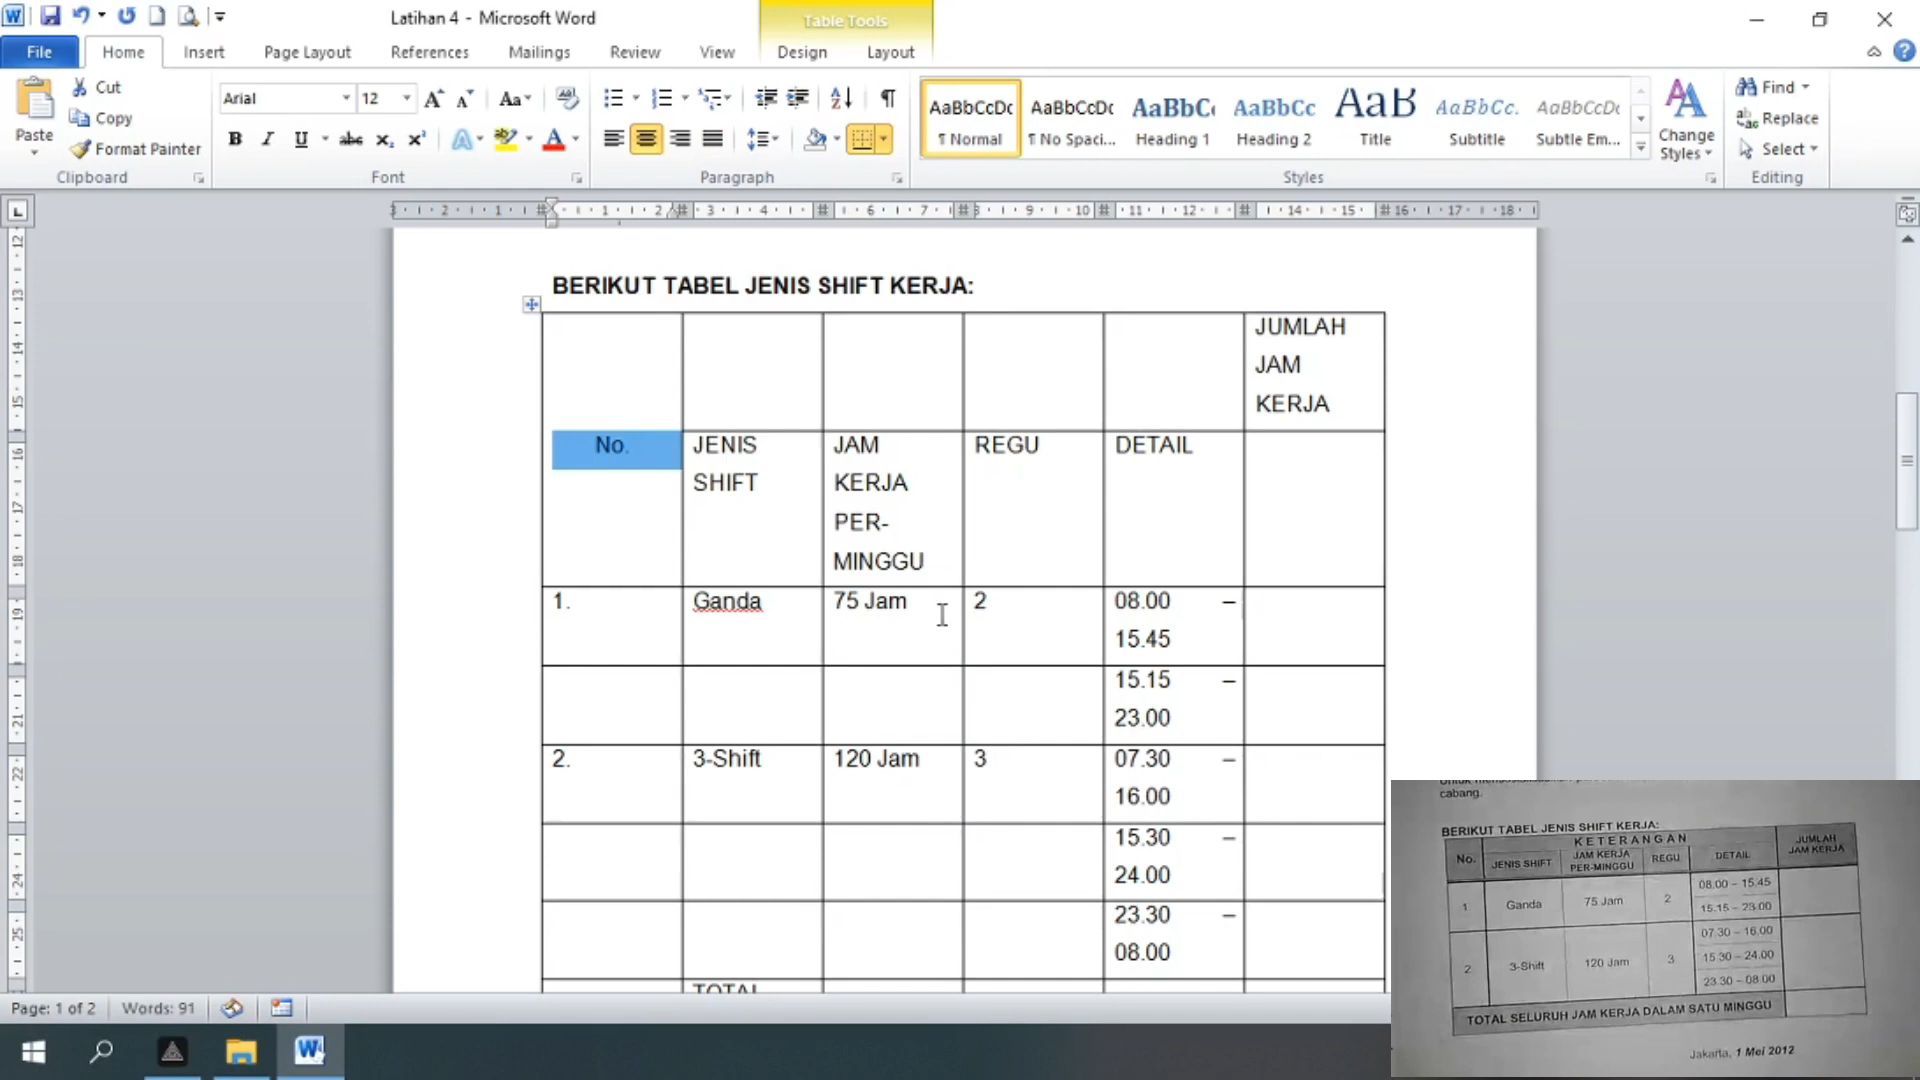 Latihan 4 - Microsoft Word
Table Tools
File Home Insert Page Layout References Mailings Review View Design Layout
Cut
Copy
Format Painter
Paste
Clipboard
Arial 12
Aa
B I U abc x₂ x²
A ab A
Font
Paragraph
AaBbCcDc AaBbCcDc AaBbC AaBbCc AaB AaBbCc. AaBbCcDc
¶ Normal ¶ No Spaci... Heading 1 Heading 2 Title Subtitle Subtle Em...
Change Styles
Styles
Find
Replace
Select
Editing
BERIKUT TABEL JENIS SHIFT KERJA:
JUMLAH
JAM
KERJA
No. JENIS JAM REGU DETAIL
SHIFT KERJA
PER-
MINGGU
1. Ganda 75 Jam 2 08.00 –
15.45
15.15 –
23.00
2. 3-Shift 120 Jam 3 07.30 –
16.00
15.30 –
24.00
23.30 –
08.00
TOTAL
Page: 1 of 2 Words: 91
cabang.
BERIKUT TABEL JENIS SHIFT KERJA:
KETERANGAN
No. JENIS SHIFT JAM KERJA PER-MINGGU REGU DETAIL JUMLAH JAM KERJA
1 Ganda 75 Jam 2 08.00 – 15.45
15.15 – 23.00
2 3-Shift 120 Jam 3 07.30 – 16.00
15.30 – 24.00
23.30 – 08.00
TOTAL SELURUH JAM KERJA DALAM SATU MINGGU
Jakarta, 1 Mei 2012